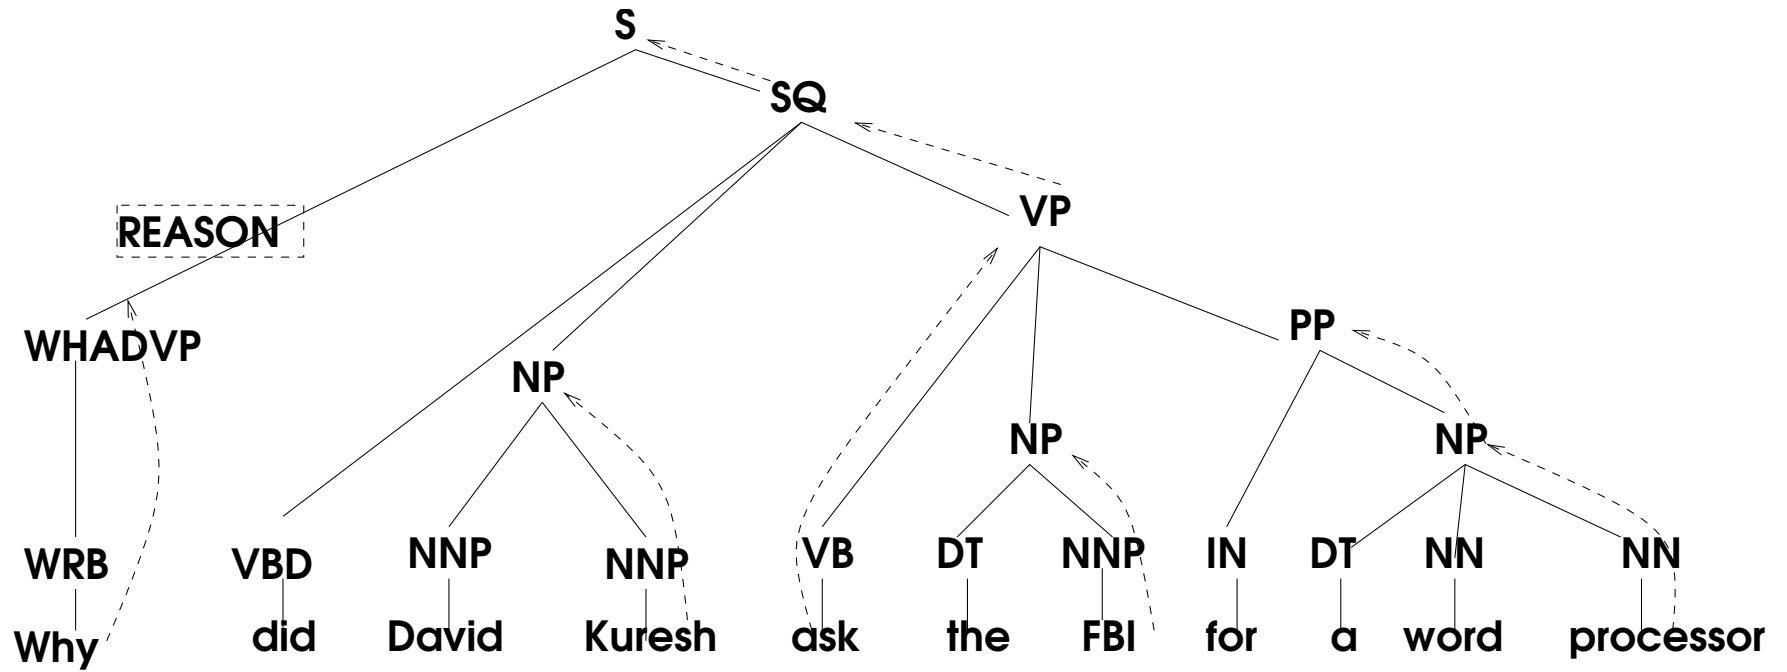 S
SQ
REASON
VP
WHADVP
PP
NP
NP
NP
WRB VBD NNP NNP VB DT NNP IN DT NN NN
Why did David Kuresh ask the FBI for a word processor